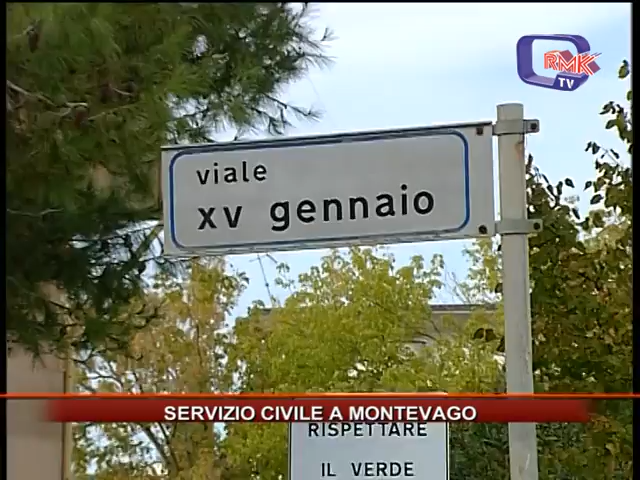 RMK
TV
viale
xv gennaio
SERVIZIO CIVILE A MONTEVAGO
RISPETTARE
IL VERDE